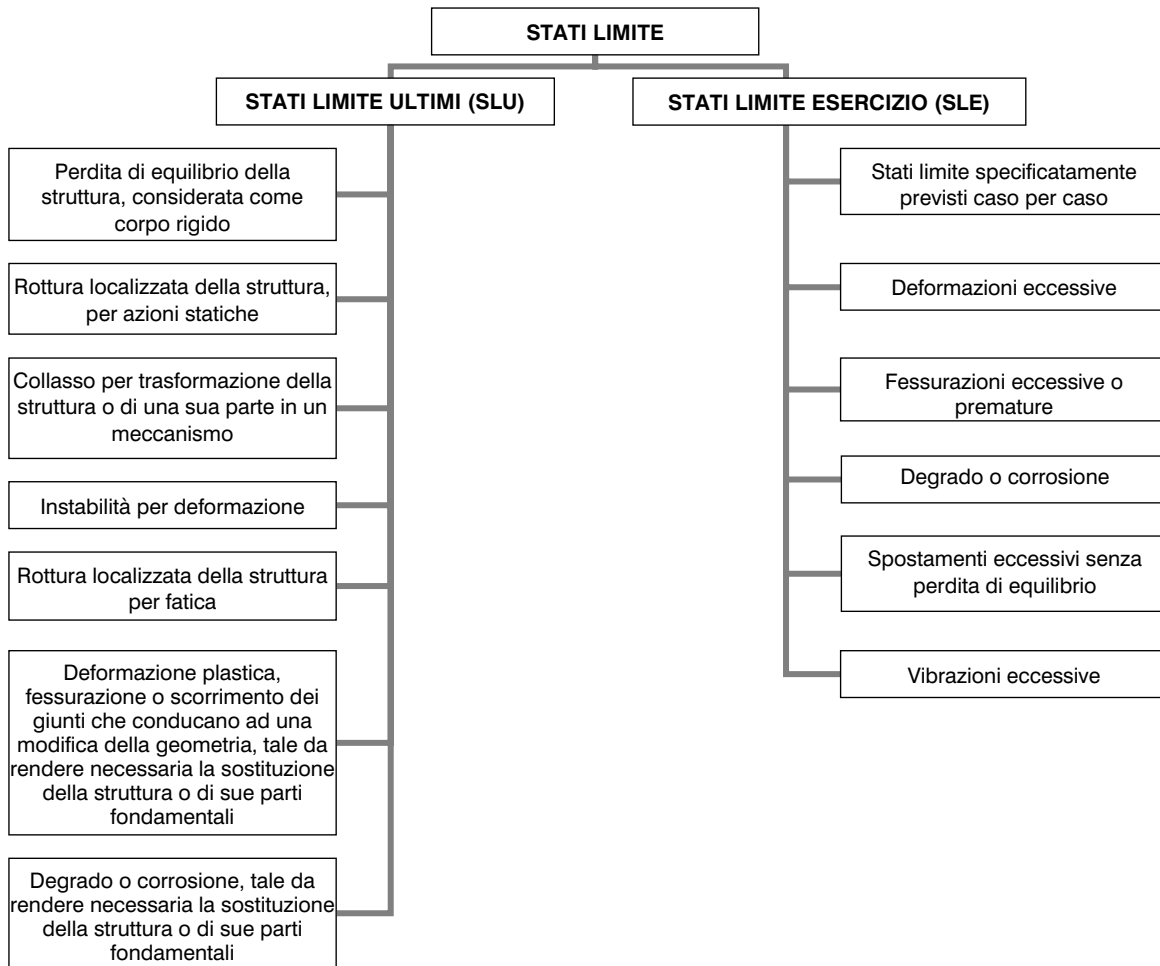 STATI LIMITE
STATI LIMITE ULTIMI (SLU)
Perdita di equilibrio della
struttura, considerata come
corpo rigido
Rottura localizzata della struttura,
per azioni statiche
Collasso per trasformazione della
struttura o di una sua parte in un
meccanismo
Instabilità per deformazione
Rottura localizzata della struttura
per fatica
Deformazione plastica,
fessurazione o scorrimento dei
giunti che conducano ad una
modifica della geometria, tale da
rendere necessaria la sostituzione
della struttura o di sue parti
fondamentali
Degrado o corrosione, tale da
rendere necessaria la sostituzione
della struttura o di sue parti
fondamentali
STATI LIMITE ESERCIZIO (SLE)
Stati limite specificatamente
previsti caso per caso
Deformazioni eccessive
Fessurazioni eccessive o
premature
Degrado o corrosione
Spostamenti eccessivi senza
perdita di equilibrio
Vibrazioni eccessive